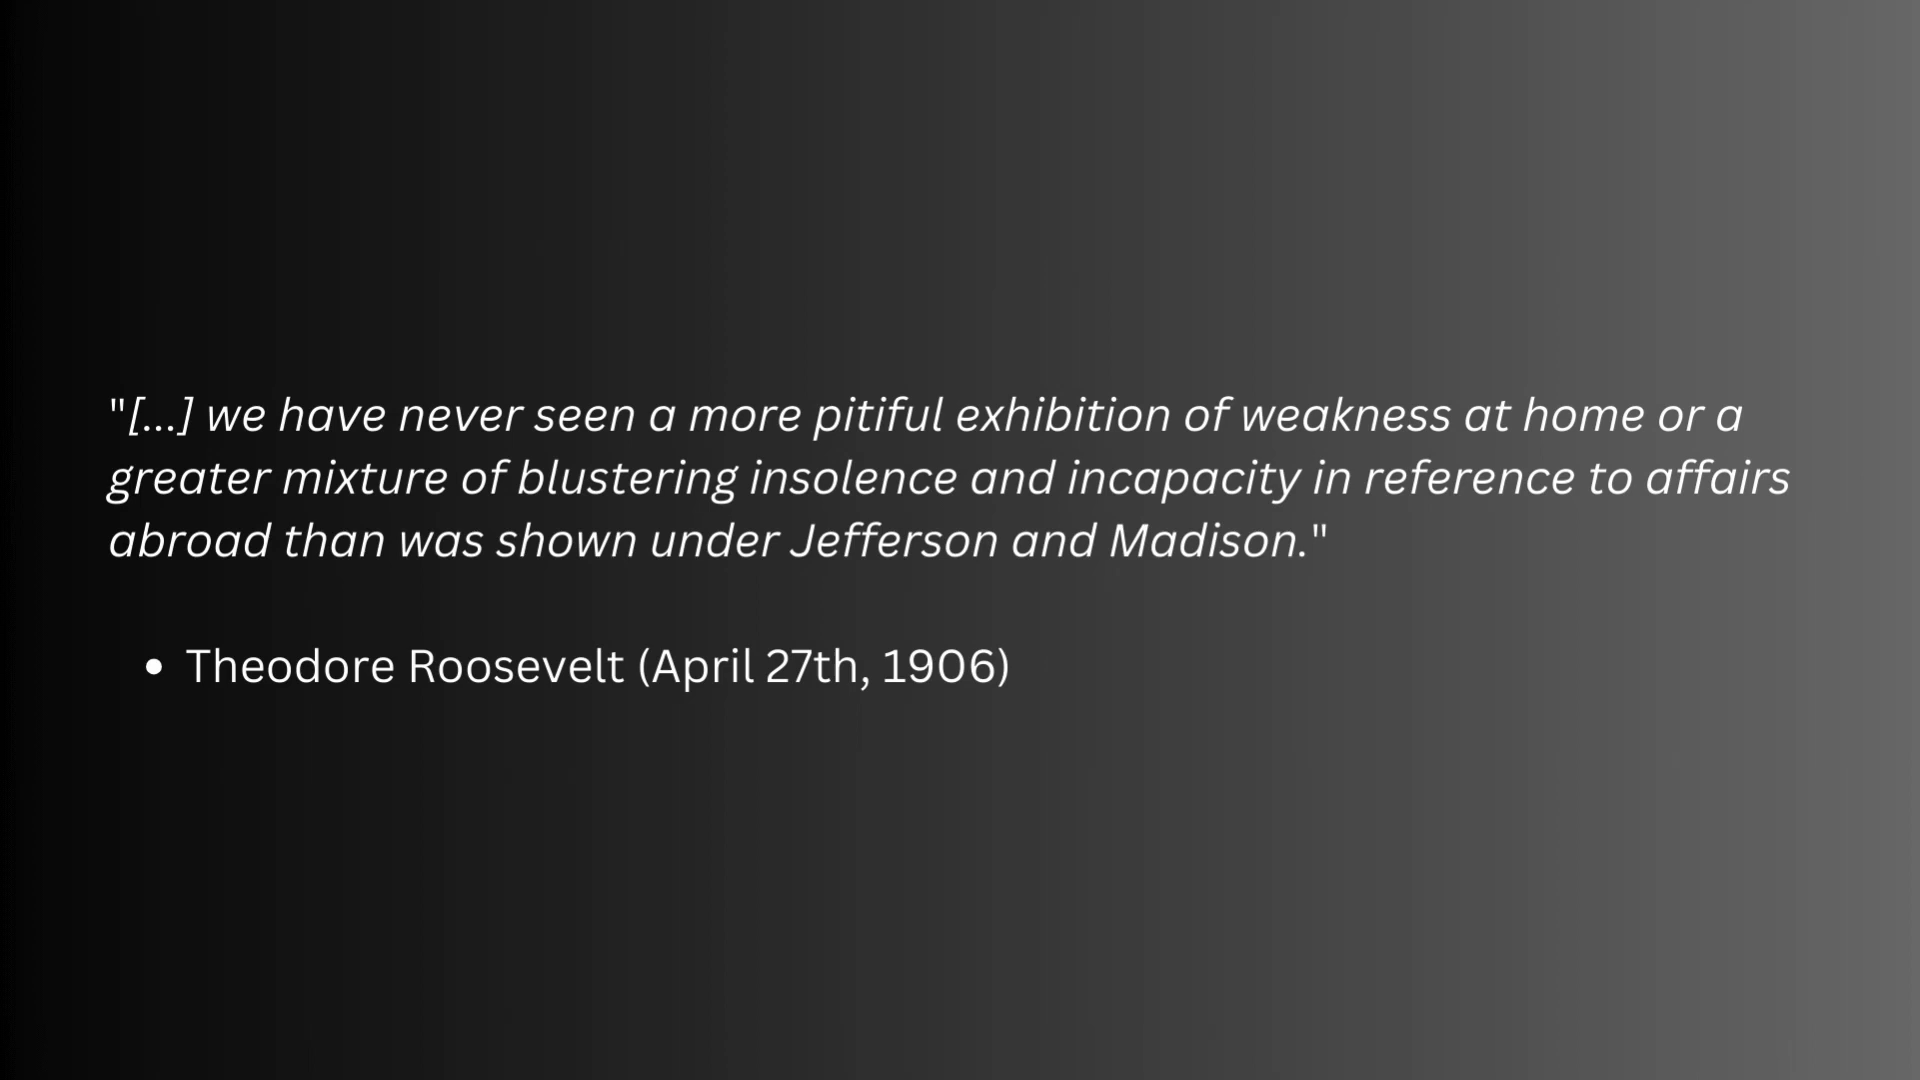 "[...] we have never seen a more pitiful exhibition of weakness at home or a
greater mixture of blustering insolence and incapacity in reference to affairs
abroad than was shown under Jefferson and Madison."
• Theodore Roosevelt (April 27th, 1906)